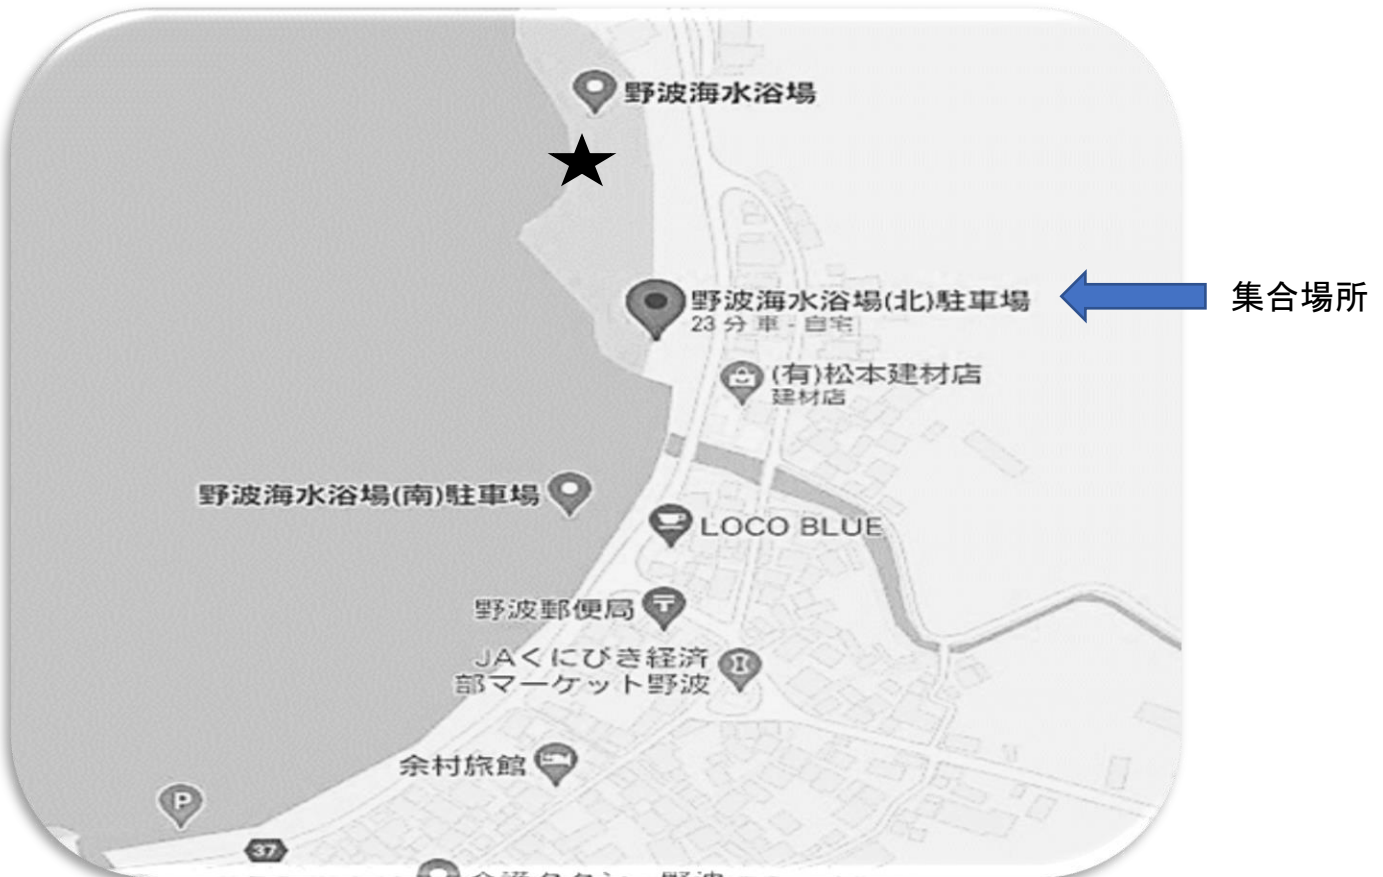 野波海水浴場
野波海水浴場(北)駐車場
23 分 車 - 自宅
集合場所
(有)松本建材店
建材店
野波海水浴場(南)駐車場
LOCO BLUE
野波郵便局
JAくにびき経済
部マーケット野波
余村旅館
P
37